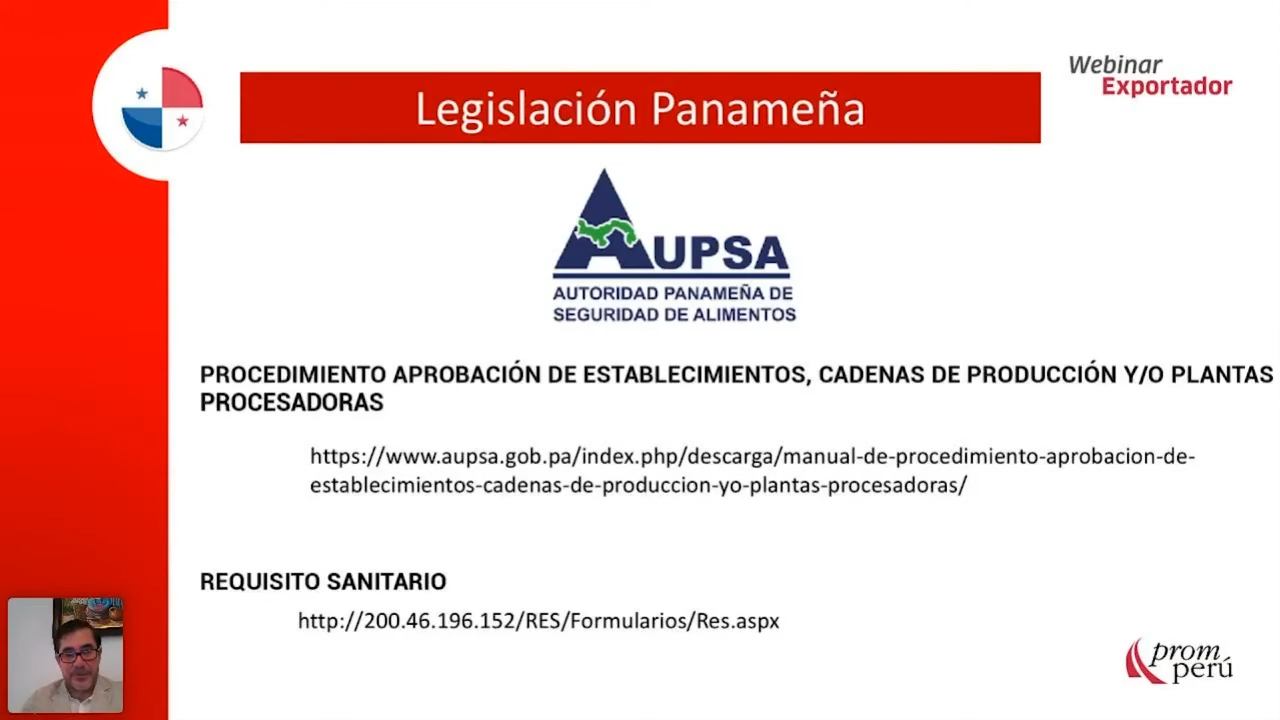 Webinar
Exportador
Legislación Panameña
AUPSA
AUTORIDAD PANAMEÑA DE
SEGURIDAD DE ALIMENTOS
PROCEDIMIENTO APROBACIÓN DE ESTABLECIMIENTOS, CADENAS DE PRODUCCIÓN Y/O PLANTAS
PROCESADORAS
https://www.aupsa.gob.pa/index.php/descarga/manual-de-procedimiento-aprobacion-de-
establecimientos-cadenas-de-produccion-yo-plantas-procesadoras/
REQUISITO SANITARIO
http://200.46.196.152/RES/Formularios/Res.aspx
prom
perú